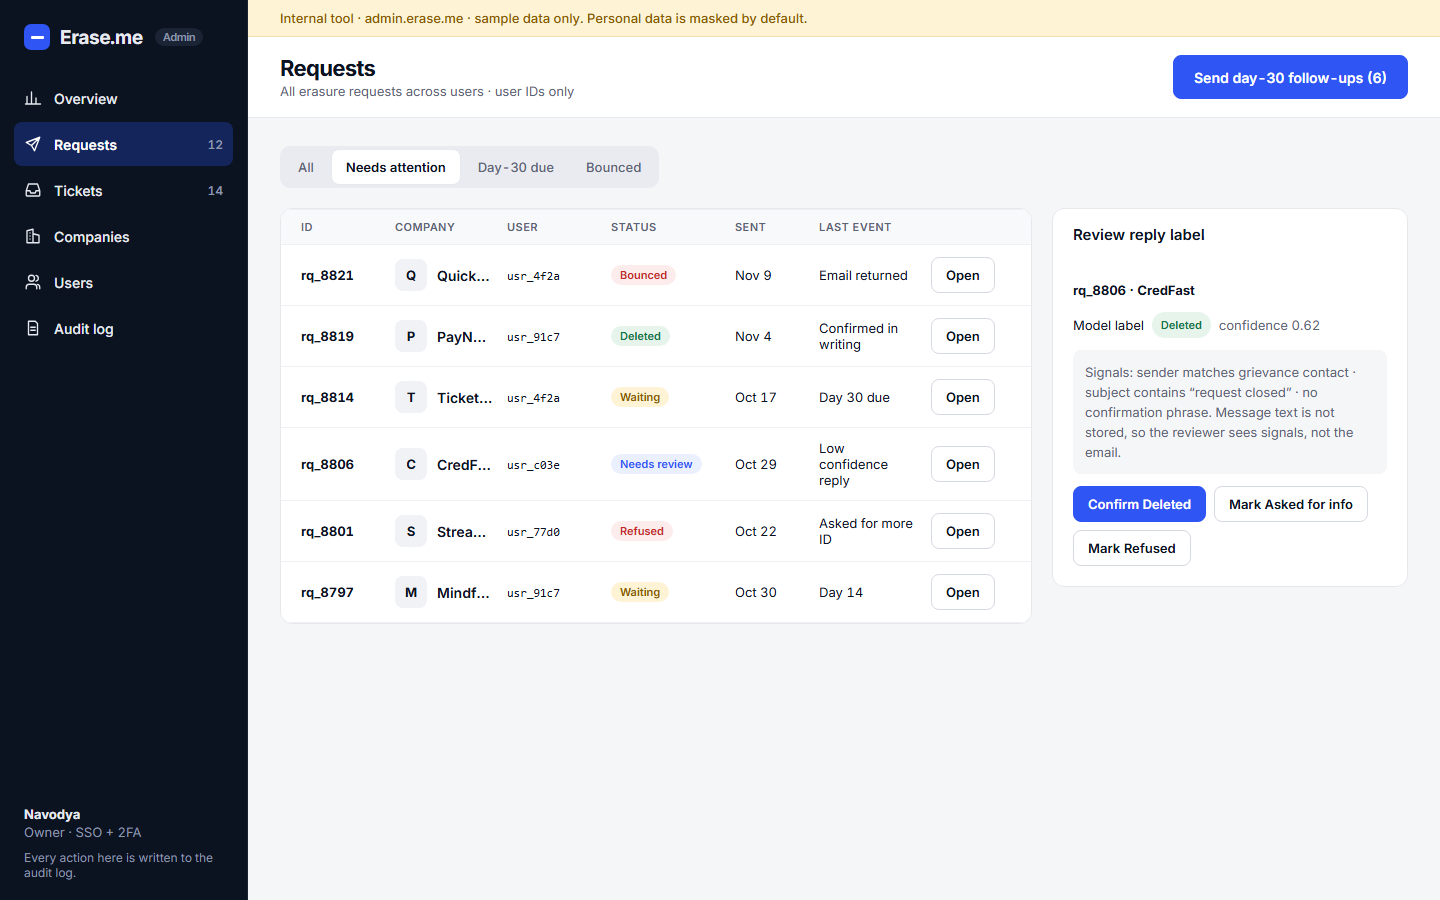 Erase.me Admin
Overview
Requests 12
Tickets 14
Companies
Users
Audit log
Navodya
Owner · SSO + 2FA
Every action here is written to the
audit log.
Internal tool · admin.erase.me · sample data only. Personal data is masked by default.
Requests
All erasure requests across users · user IDs only
Send day-30 follow-ups (6)
All Needs attention Day-30 due Bounced
ID COMPANY USER STATUS SENT LAST EVENT
rq_8821 Q Quick... usr_4f2a Bounced Nov 9 Email returned Open
rq_8819 P PayN... usr_91c7 Deleted Nov 4 Confirmed in
writing Open
rq_8814 T Ticket... usr_4f2a Waiting Oct 17 Day 30 due Open
rq_8806 C CredF... usr_c03e Needs review Oct 29 Low
confidence
reply Open
rq_8801 S Strea... usr_77d0 Refused Oct 22 Asked for more
ID Open
rq_8797 M Mindf... usr_91c7 Waiting Oct 30 Day 14 Open
Review reply label
rq_8806 · CredFast
Model label Deleted confidence 0.62
Signals: sender matches grievance contact ·
subject contains “request closed” · no
confirmation phrase. Message text is not
stored, so the reviewer sees signals, not the
email.
Confirm Deleted Mark Asked for info
Mark Refused